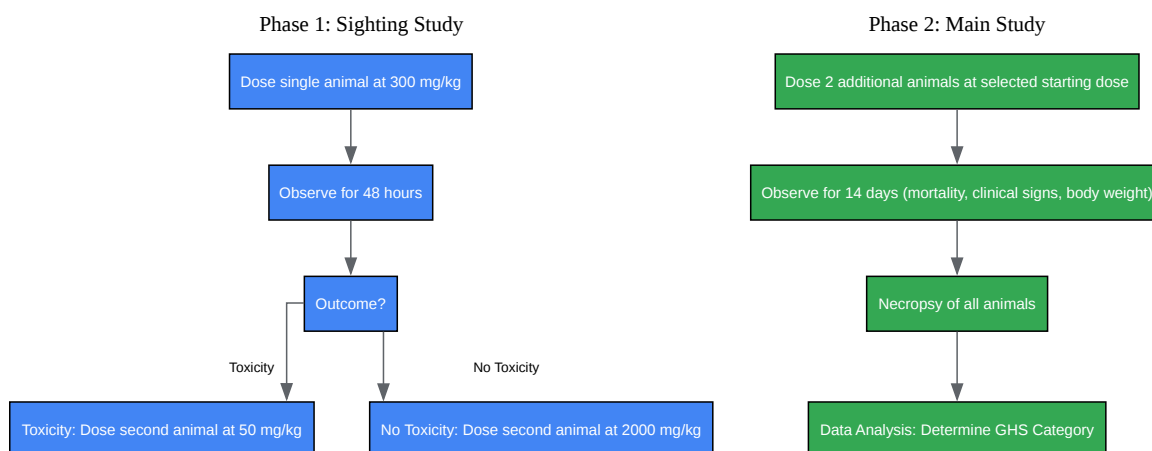 Phase 1: Sighting Study
Dose single animal at 300 mg/kg
Observe for 48 hours
Outcome?
Toxicity
No Toxicity
Toxicity: Dose second animal at 50 mg/kg
No Toxicity: Dose second animal at 2000 mg/kg
Phase 2: Main Study
Dose 2 additional animals at selected starting dose
Observe for 14 days (mortality, clinical signs, body weight)
Necropsy of all animals
Data Analysis: Determine GHS Category